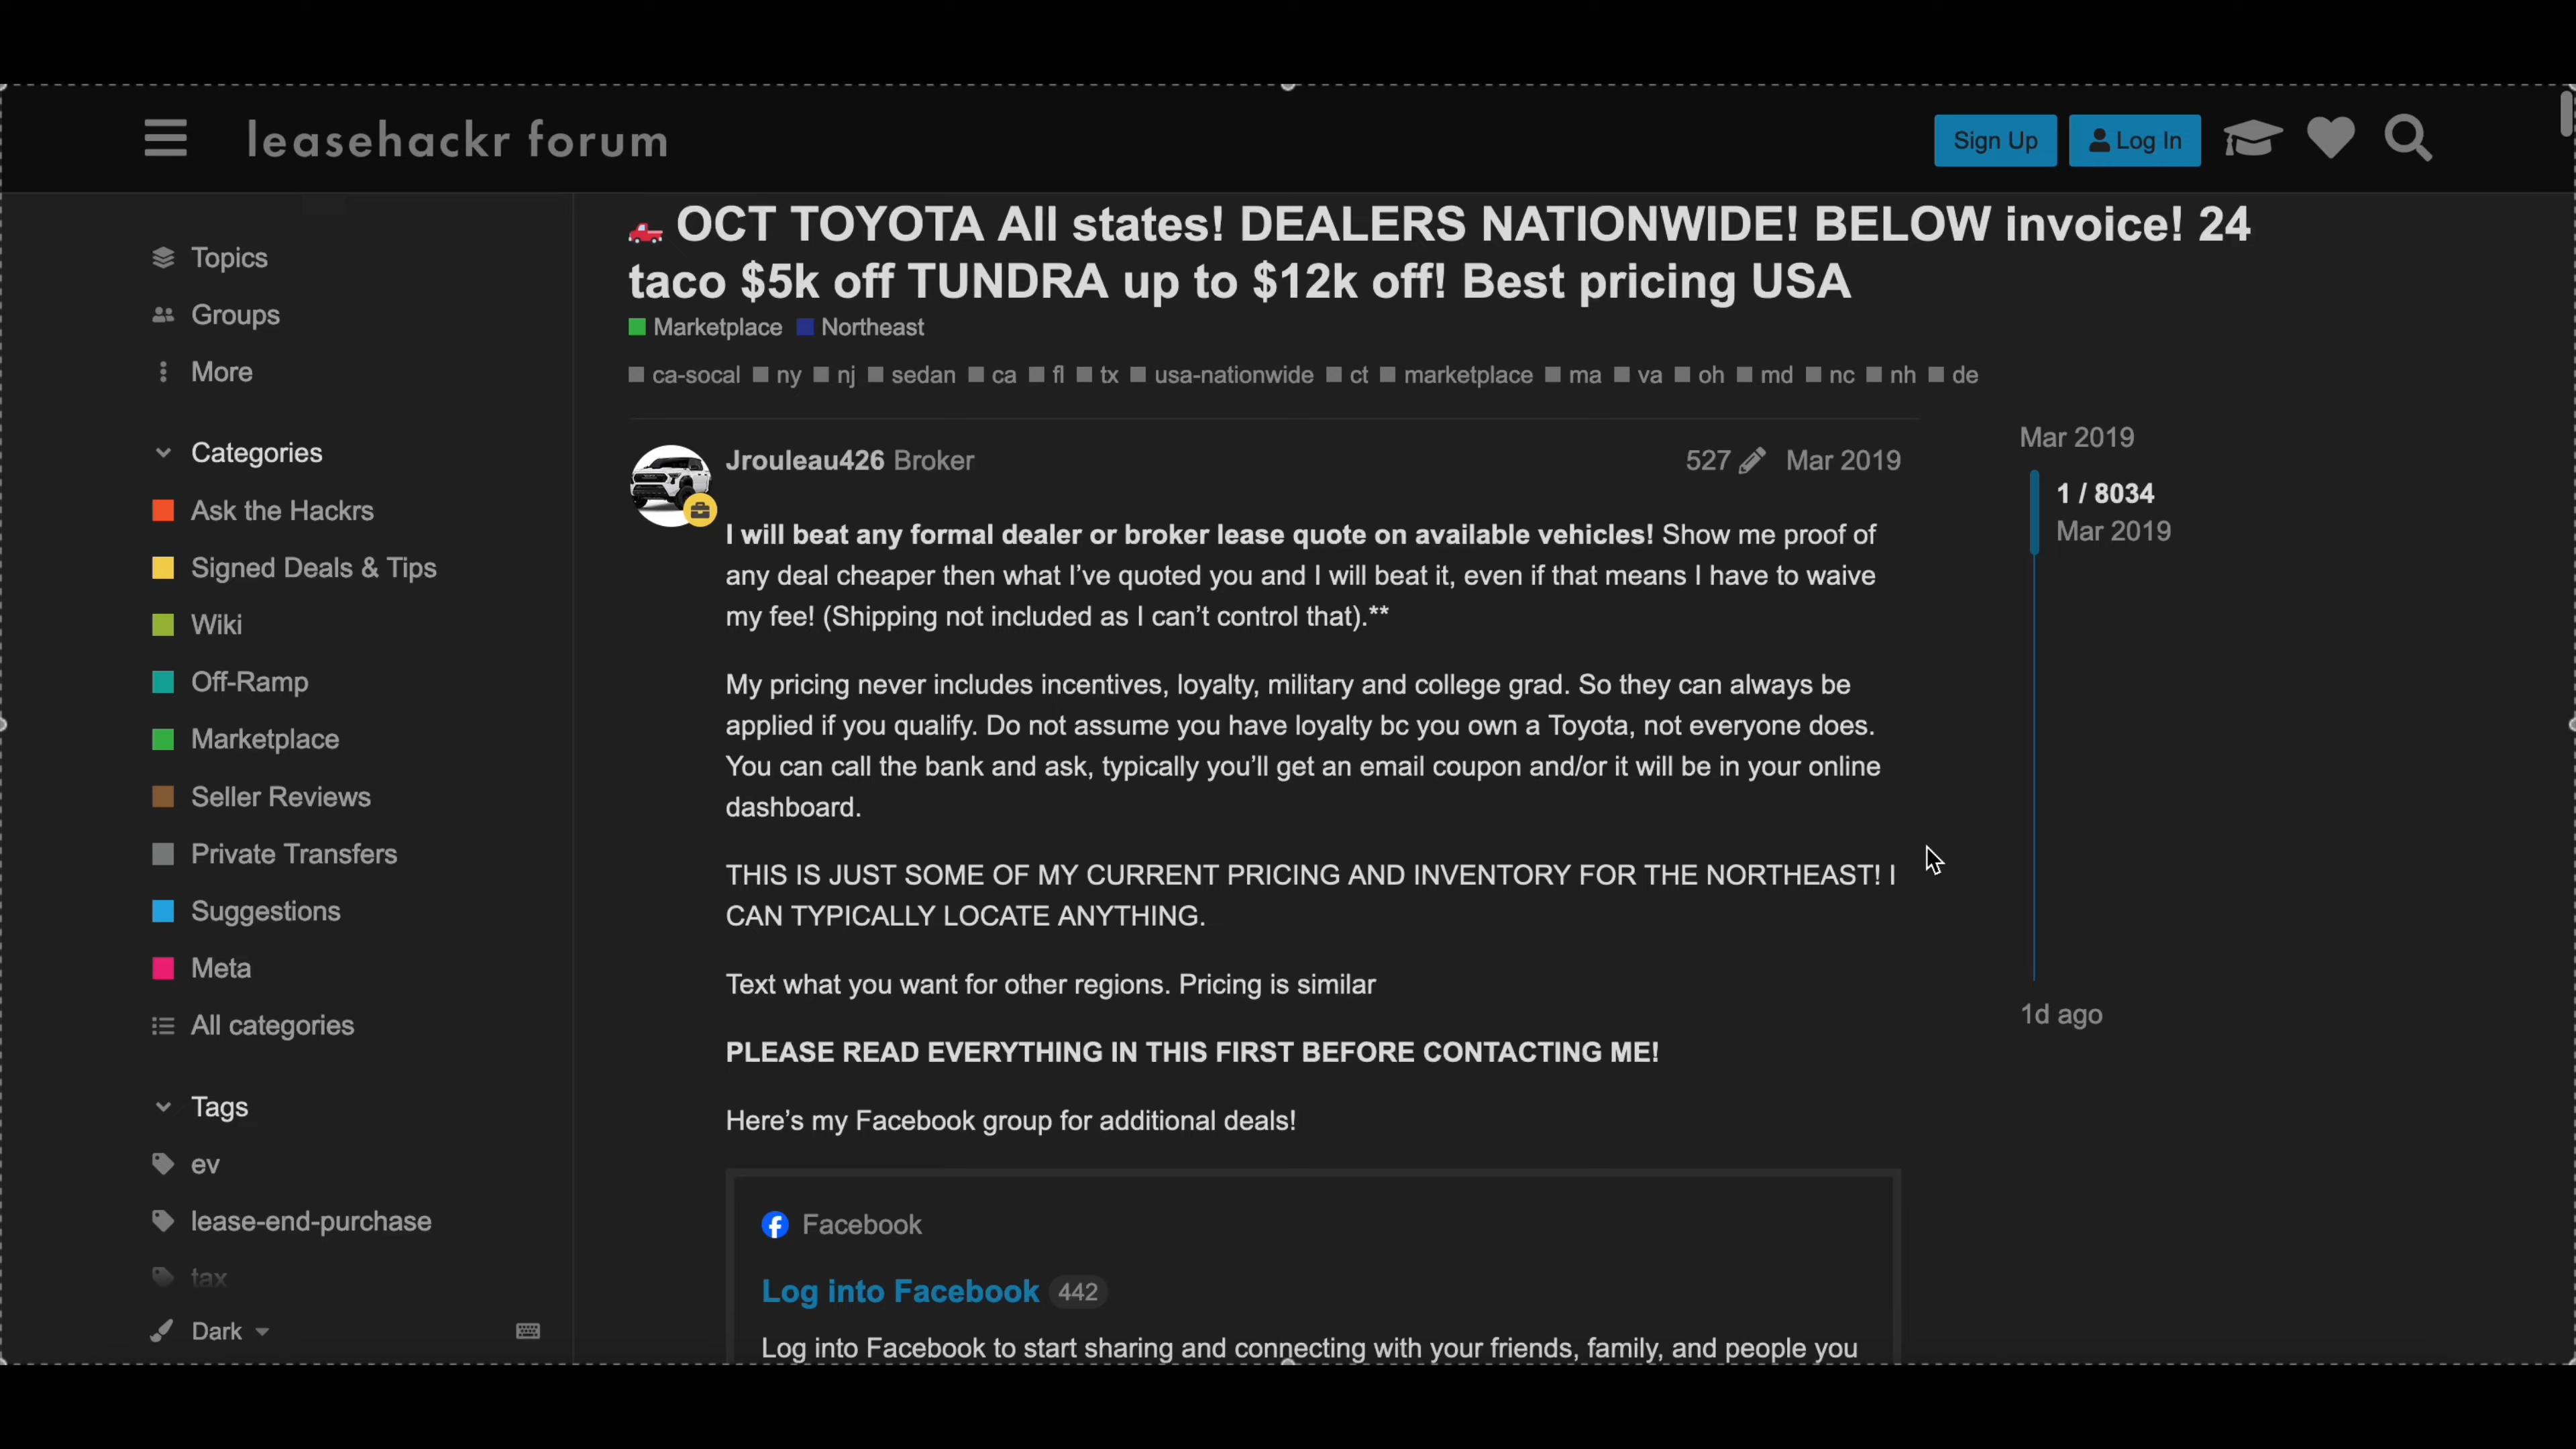 leasehackr forum
Sign Up
Log In
Topics
Groups
More
Categories
Ask the Hackrs
Signed Deals & Tips
Wiki
Off-Ramp
Marketplace
Seller Reviews
Private Transfers
Suggestions
Meta
All categories
Tags
ev
lease-end-purchase
tax
Dark
OCT TOYOTA All states! DEALERS NATIONWIDE! BELOW invoice! 24
taco $5k off TUNDRA up to $12k off! Best pricing USA
Marketplace Northeast
ca-socal ny nj sedan ca fl tx usa-nationwide ct marketplace ma va oh md nc nh de
Jrouleau426 Broker 527 Mar 2019
I will beat any formal dealer or broker lease quote on available vehicles! Show me proof of
any deal cheaper then what I’ve quoted you and I will beat it, even if that means I have to waive
my fee! (Shipping not included as I can’t control that).**
My pricing never includes incentives, loyalty, military and college grad. So they can always be
applied if you qualify. Do not assume you have loyalty bc you own a Toyota, not everyone does.
You can call the bank and ask, typically you’ll get an email coupon and/or it will be in your online
dashboard.
THIS IS JUST SOME OF MY CURRENT PRICING AND INVENTORY FOR THE NORTHEAST! I
CAN TYPICALLY LOCATE ANYTHING.
Text what you want for other regions. Pricing is similar
PLEASE READ EVERYTHING IN THIS FIRST BEFORE CONTACTING ME!
Here’s my Facebook group for additional deals!
Facebook
Log into Facebook 442
Log into Facebook to start sharing and connecting with your friends, family, and people you
Mar 2019
1 / 8034
Mar 2019
1d ago